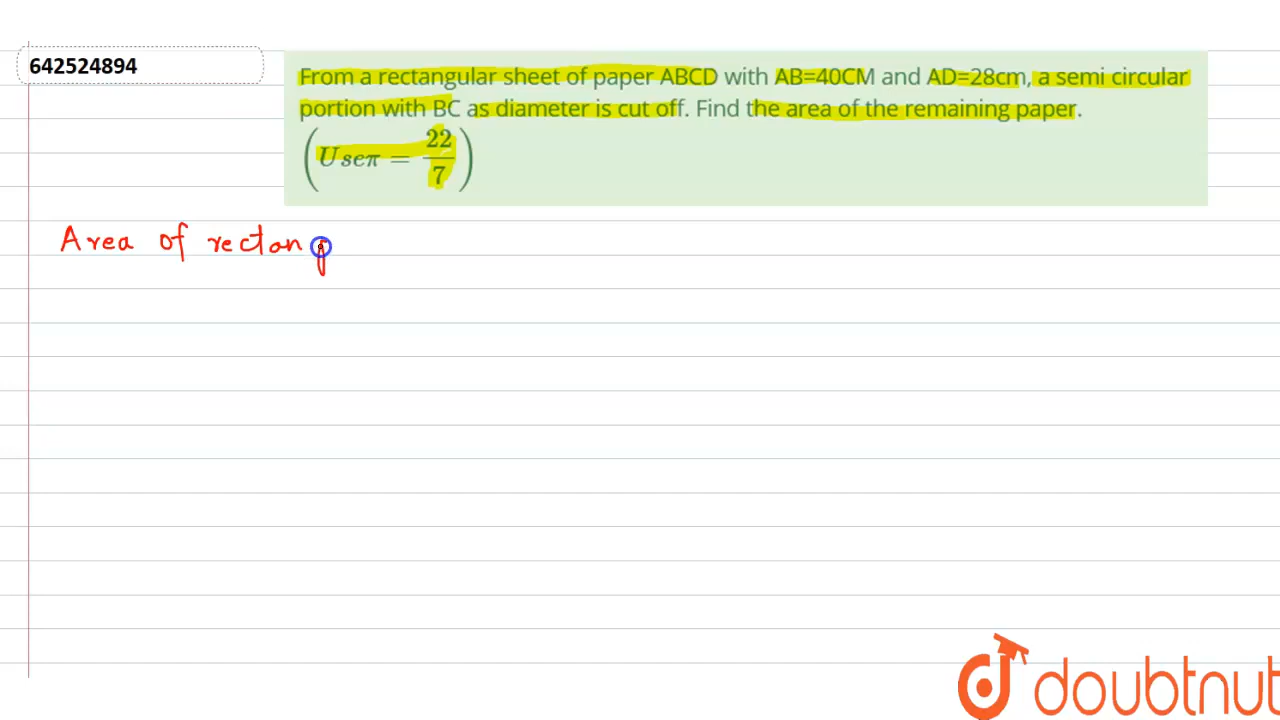 642524894
From a rectangular sheet of paper ABCD with AB=40CM and AD=28cm, a semi circular
portion with BC as diameter is cut off. Find the area of the remaining paper.
(Useπ = 22/7)
Area of rectang
doubtnut